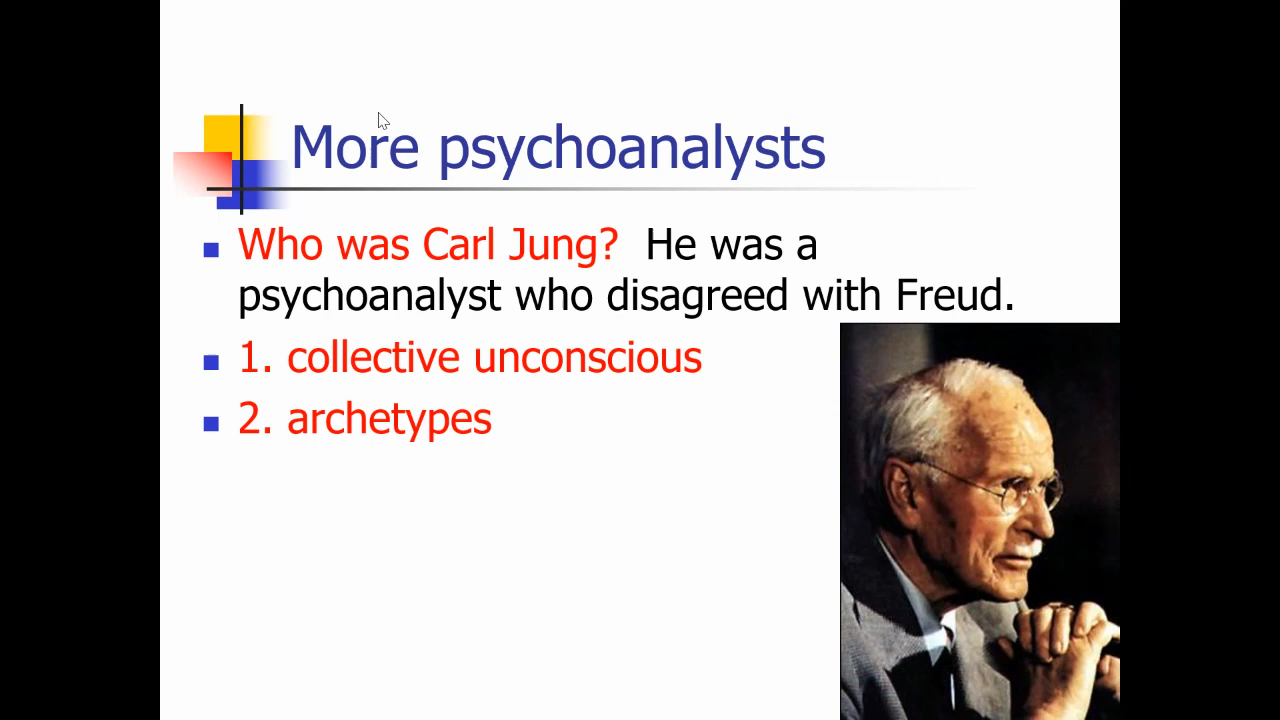 More psychoanalysts
Who was Carl Jung? He was a
psychoanalyst who disagreed with Freud.
1. collective unconscious
2. archetypes